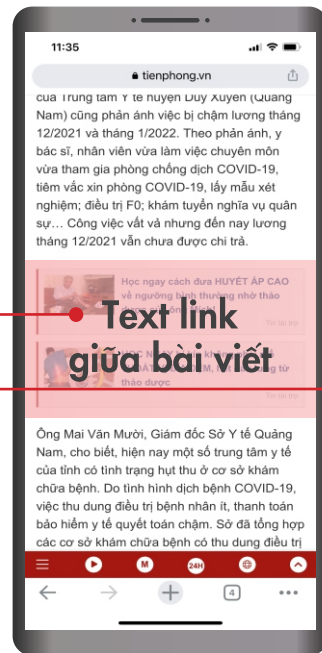 11:35
tienphong.vn
của Trung tâm Y tế huyện Duy Xuyên (Quảng
Nam) cũng phản ánh việc bị chậm lương tháng
12/2021 và tháng 1/2022. Theo phản ánh, y
bác sĩ, nhân viên vừa làm việc chuyên môn
vừa tham gia phòng chống dịch COVID-19,
tiêm vắc xin phòng COVID-19, lấy mẫu xét
nghiệm; điều trị F0; khám tuyển nghĩa vụ quân
sự… Công việc vất vả nhưng đến nay lương
tháng 12/2021 vẫn chưa được chi trả.
Học ngay cách đưa HUYẾT ÁP CAO
về ngưỡng bình thường nhờ thảo
Tin tài trợ
Text link
giữa bài viết
thảo dược
Tin tài trợ
Ông Mai Văn Mười, Giám đốc Sở Y tế Quảng
Nam, cho biết, hiện nay một số trung tâm y tế
của tỉnh có tình trạng hụt thu ở cơ sở khám
chữa bệnh. Do tình hình dịch bệnh COVID-19,
việc thu dung điều trị bệnh nhân ít, thanh toán
bảo hiểm y tế quyết toán chậm. Sở đã tổng hợp
các cơ sở khám chữa bệnh có thu dung điều trị
M
24H
4